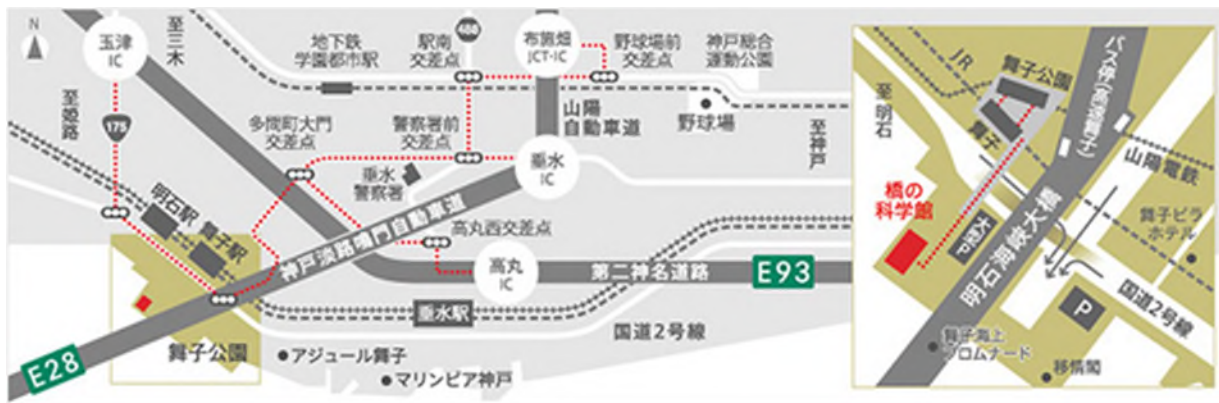 N
玉津
IC
至三木
至姫路
175
地下鉄
学園都市駅
駅南
交差点
488
布施畑
JCT・IC
野球場前
交差点
神戸総合
運動公園
山陽
自動車道
野球場
至神戸
多聞町大門
交差点
警察署前
交差点
垂水
警察署
垂水
IC
明石駅
舞子駅
神戸淡路鳴門自動車道
高丸西交差点
高丸
IC
第二神名道路
E93
垂水駅
国道2号線
舞子公園
E28
アジュール舞子
マリンピア神戸
JR
舞子公園
舞子
至明石
バス停(高速舞子)
山陽電鉄
橋の
科学館
明石海峡大橋
舞子ビラ
ホテル
P
国道2号線
舞子海上
プロムナード
移情閣